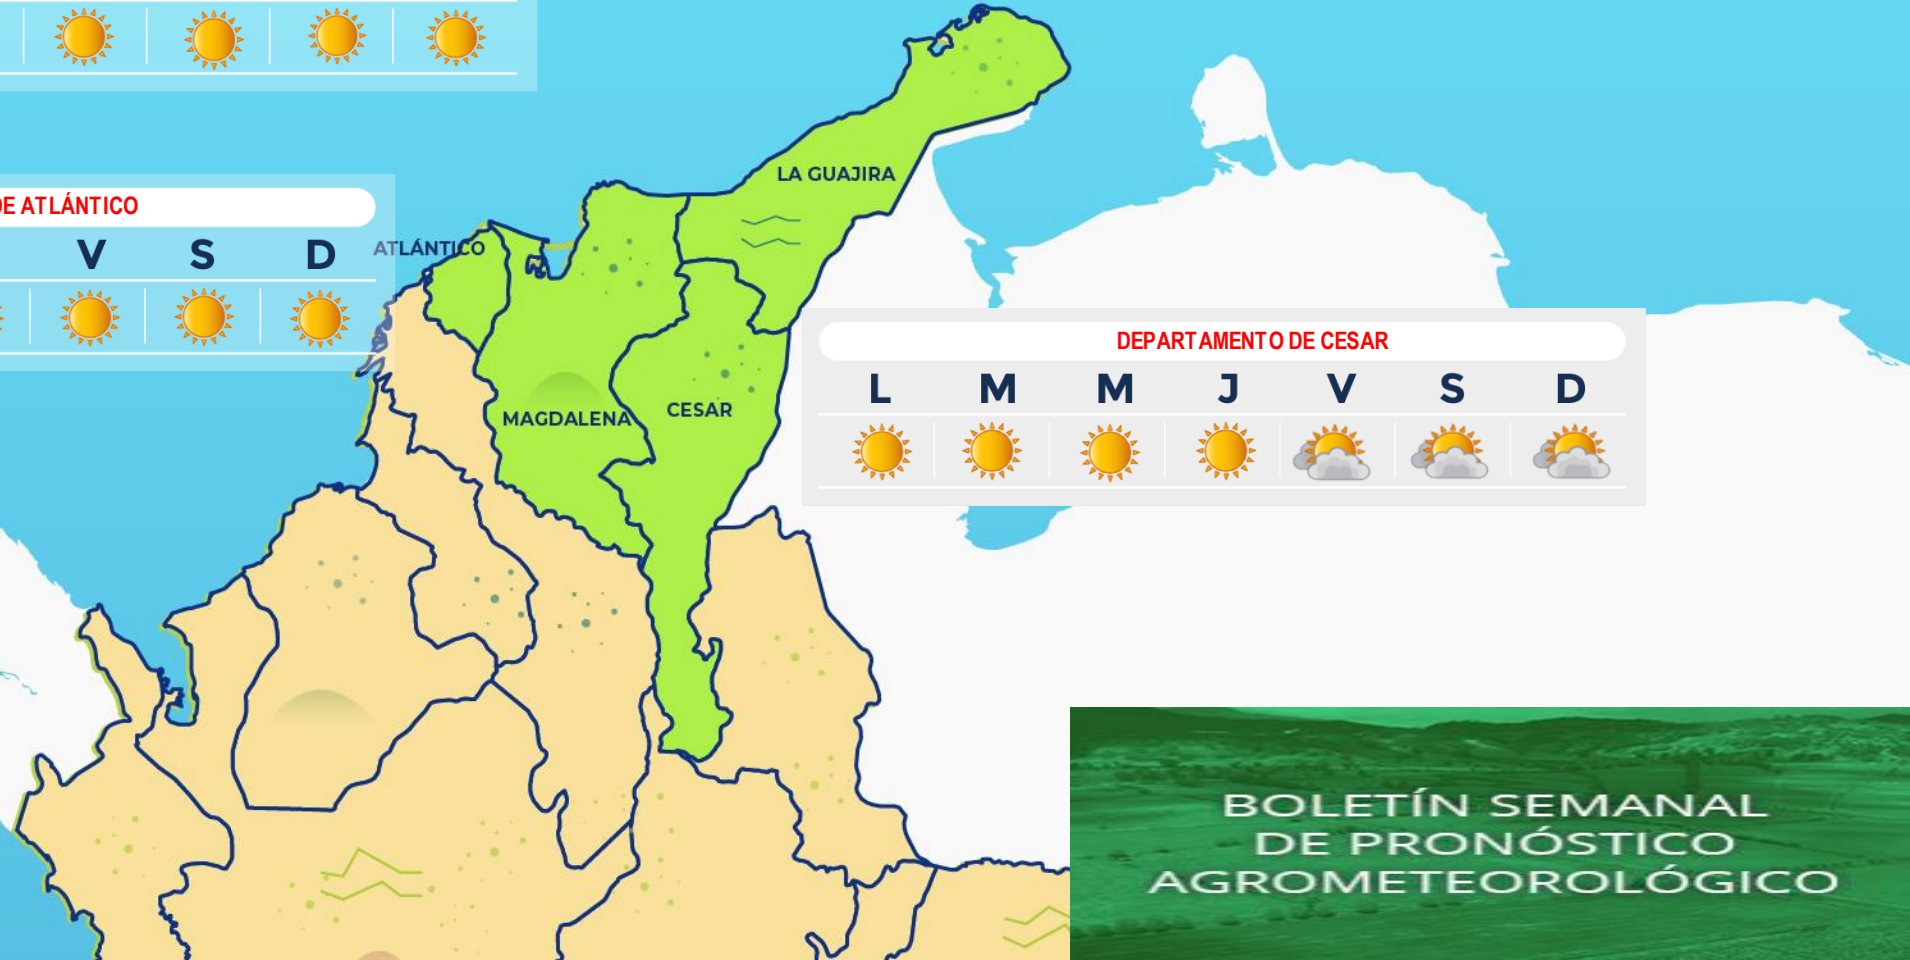 LA GUAJIRA
DE ATLÁNTICO
V S D
ATLÁNTICO
DEPARTAMENTO DE CESAR
L M M J V S D
MAGDALENA
CESAR
BOLETÍN SEMANAL
DE PRONÓSTICO
AGROMETEOROLÓGICO